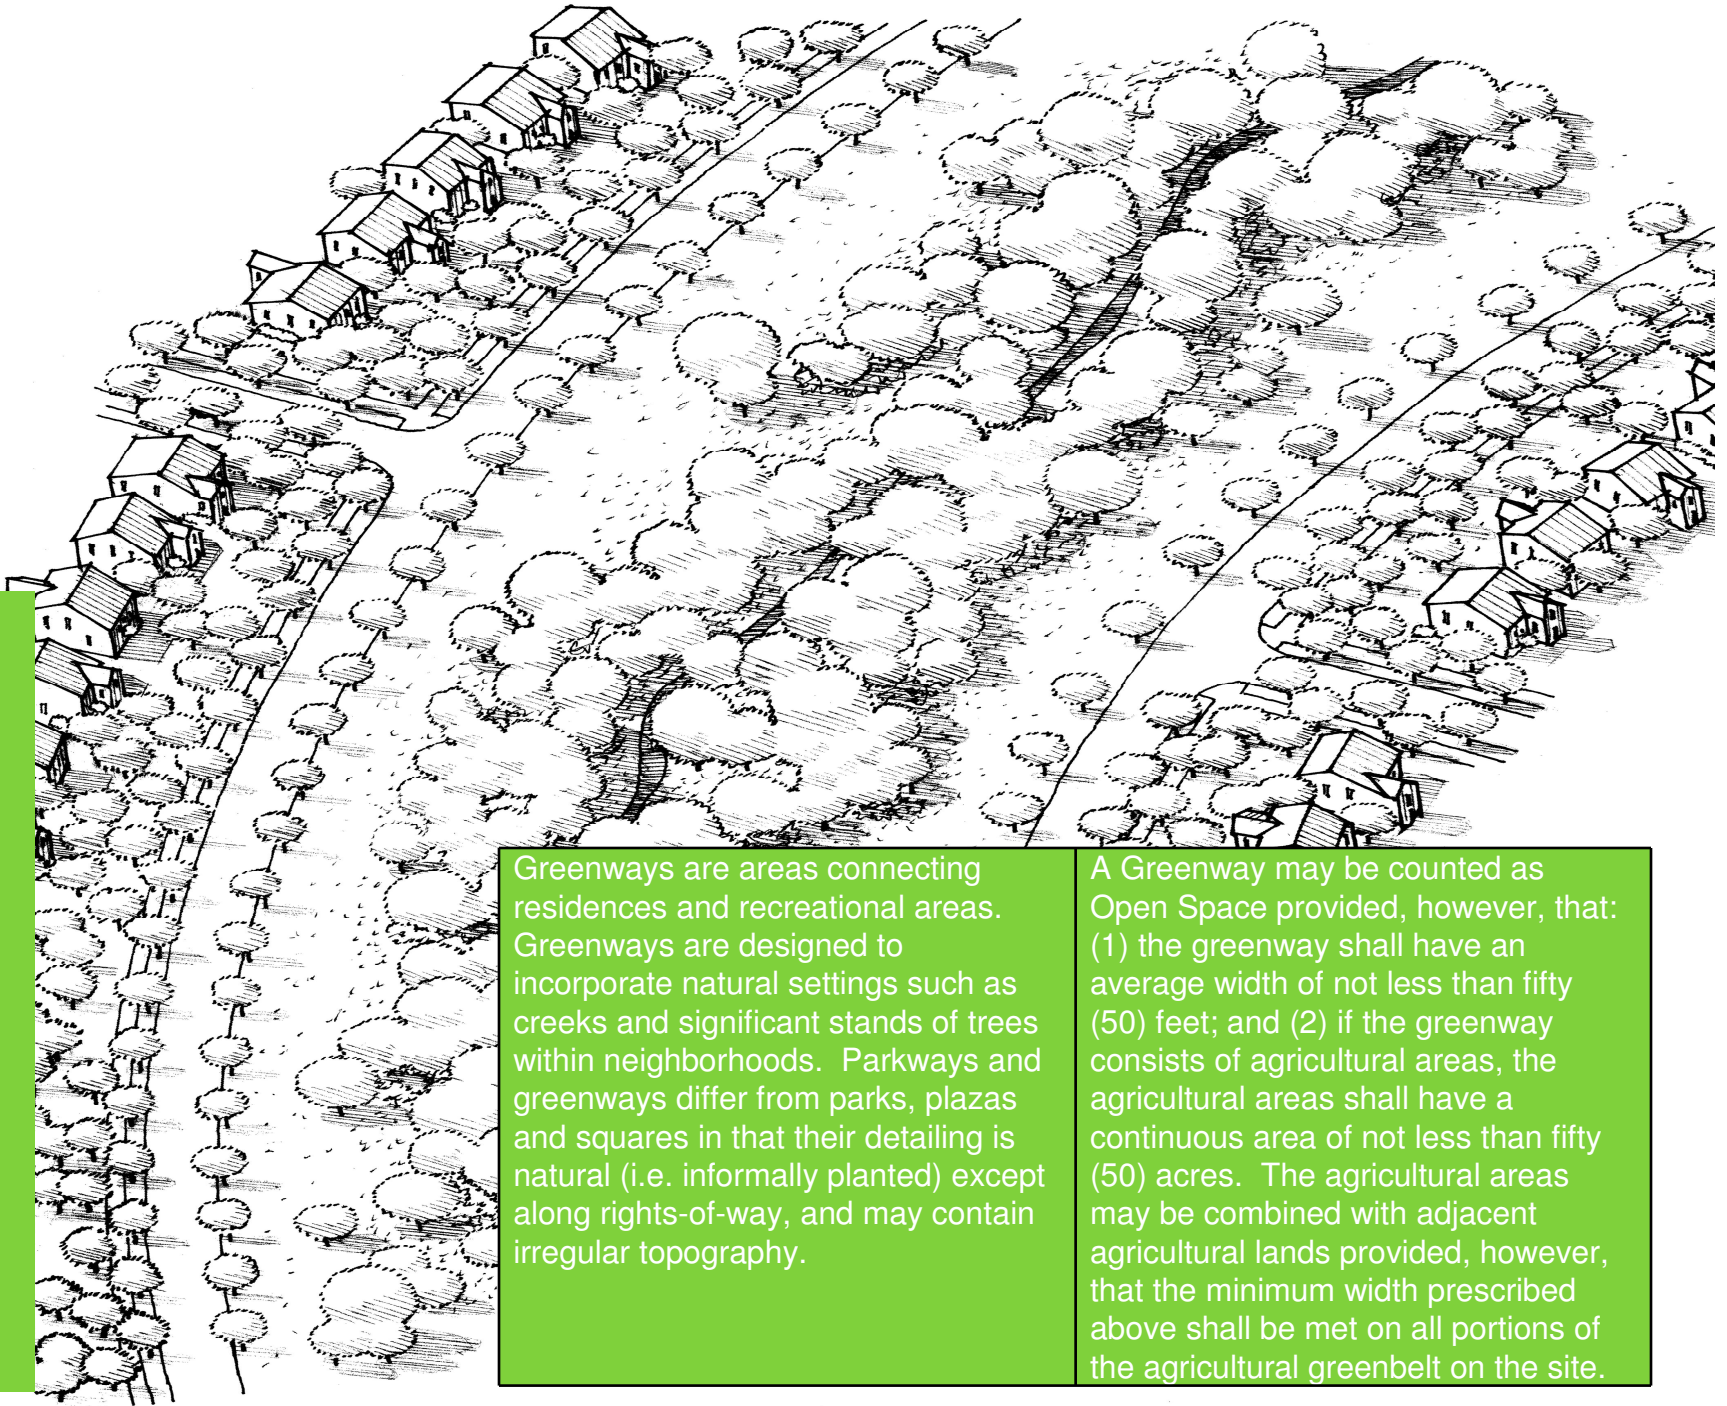 Greenways are areas connecting
residences and recreational areas.
Greenways are designed to
incorporate natural settings such as
creeks and significant stands of trees
within neighborhoods.  Parkways and
greenways differ from parks, plazas
and squares in that their detailing is
natural (i.e. informally planted) except
along rights-of-way, and may contain
irregular topography.
A Greenway may be counted as
Open Space provided, however, that:
(1) the greenway shall have an
average width of not less than fifty
(50) feet; and (2) if the greenway
consists of agricultural areas, the
agricultural areas shall have a
continuous area of not less than fifty
(50) acres.  The agricultural areas
may be combined with adjacent
agricultural lands provided, however,
that the minimum width prescribed
above shall be met on all portions of
the agricultural greenbelt on the site.